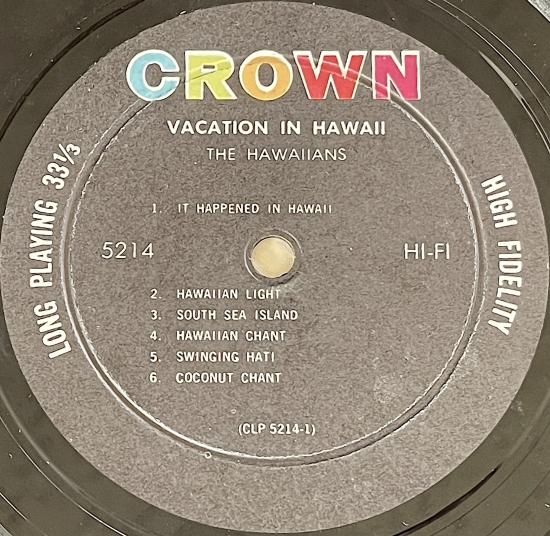 CROWN
VACATION IN HAWAII
THE HAWAIIANS
1. IT HAPPENED IN HAWAII
5214
HI-FI
LONG PLAYING 33 1/3
HIGH FIDELITY
2. HAWAIIAN LIGHT
3. SOUTH SEA ISLAND
4. HAWAIIAN CHANT
5. SWINGING HATI
6. COCONUT CHANT
(CLP 5214-1)